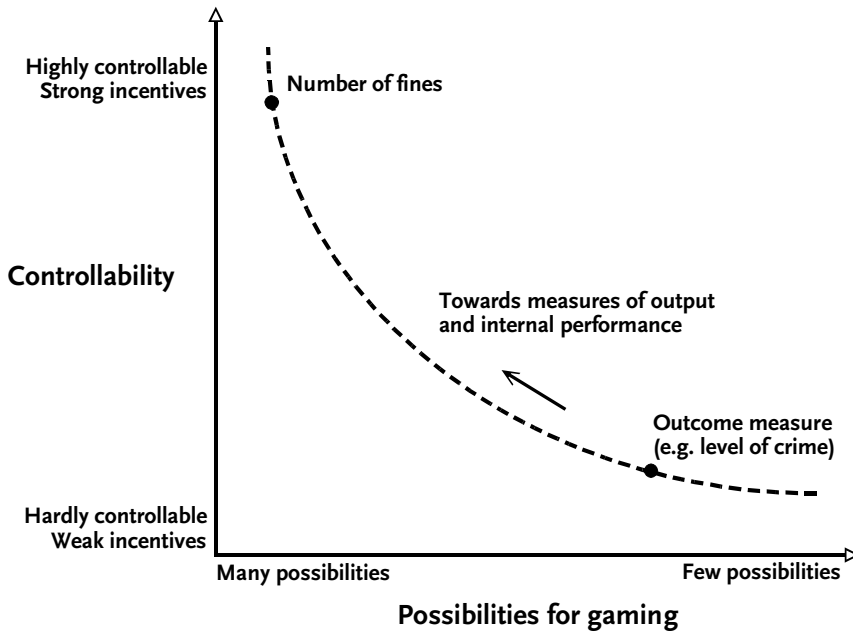 Highly controllable
Strong incentives
Number of fines
Controllability
Towards measures of output
and internal performance
Outcome measure
(e.g. level of crime)
Hardly controllable
Weak incentives
Many possibilities
Few possibilities
Possibilities for gaming